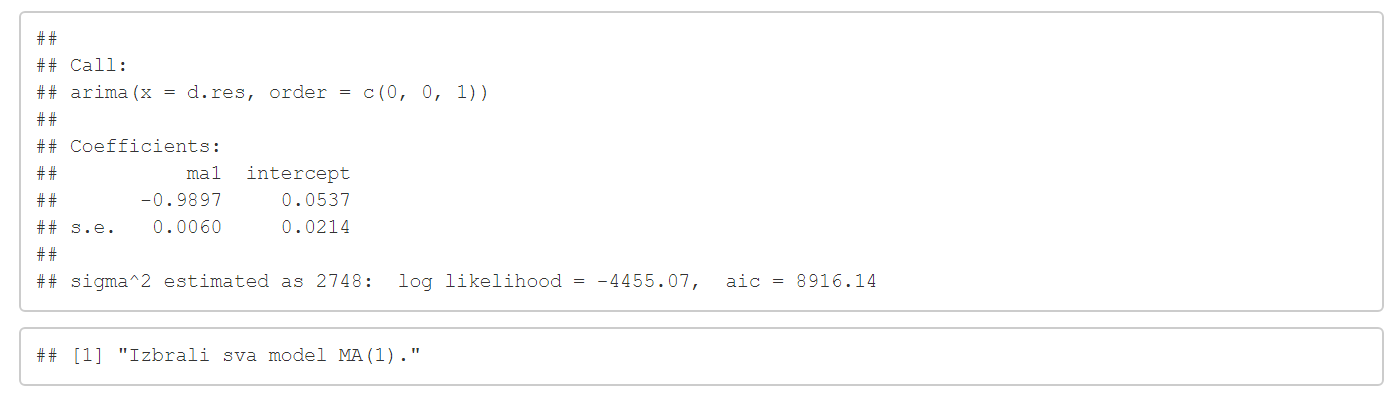 ##
## Call:
## arima(x = d.res, order = c(0, 0, 1))
##
## Coefficients:
##           ma1  intercept
##       -0.9897     0.0537
## s.e.   0.0060     0.0214
##
## sigma^2 estimated as 2748:  log likelihood = -4455.07,  aic = 8916.14
## [1] "Izbrali sva model MA(1)."